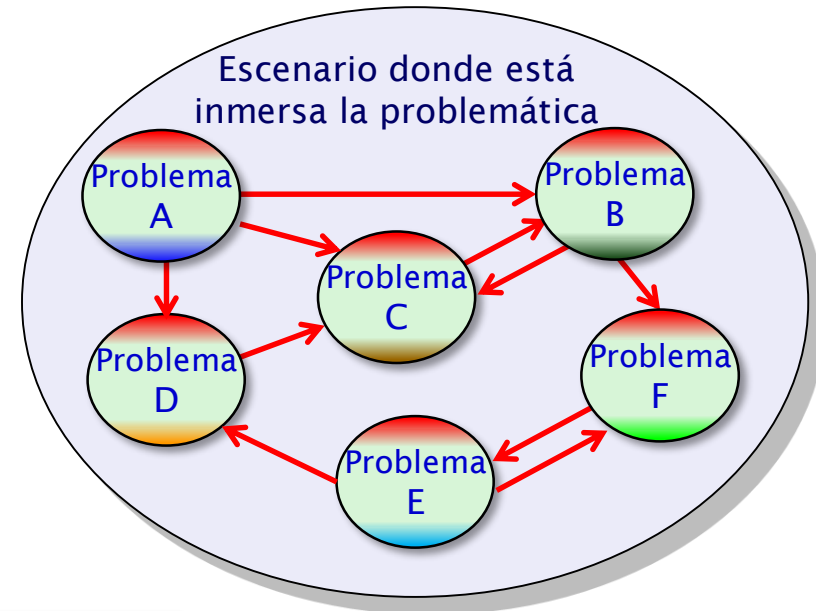 Escenario donde está
inmersa la problemática
Problema
A
Problema
B
Problema
C
Problema
D
Problema
F
Problema
E